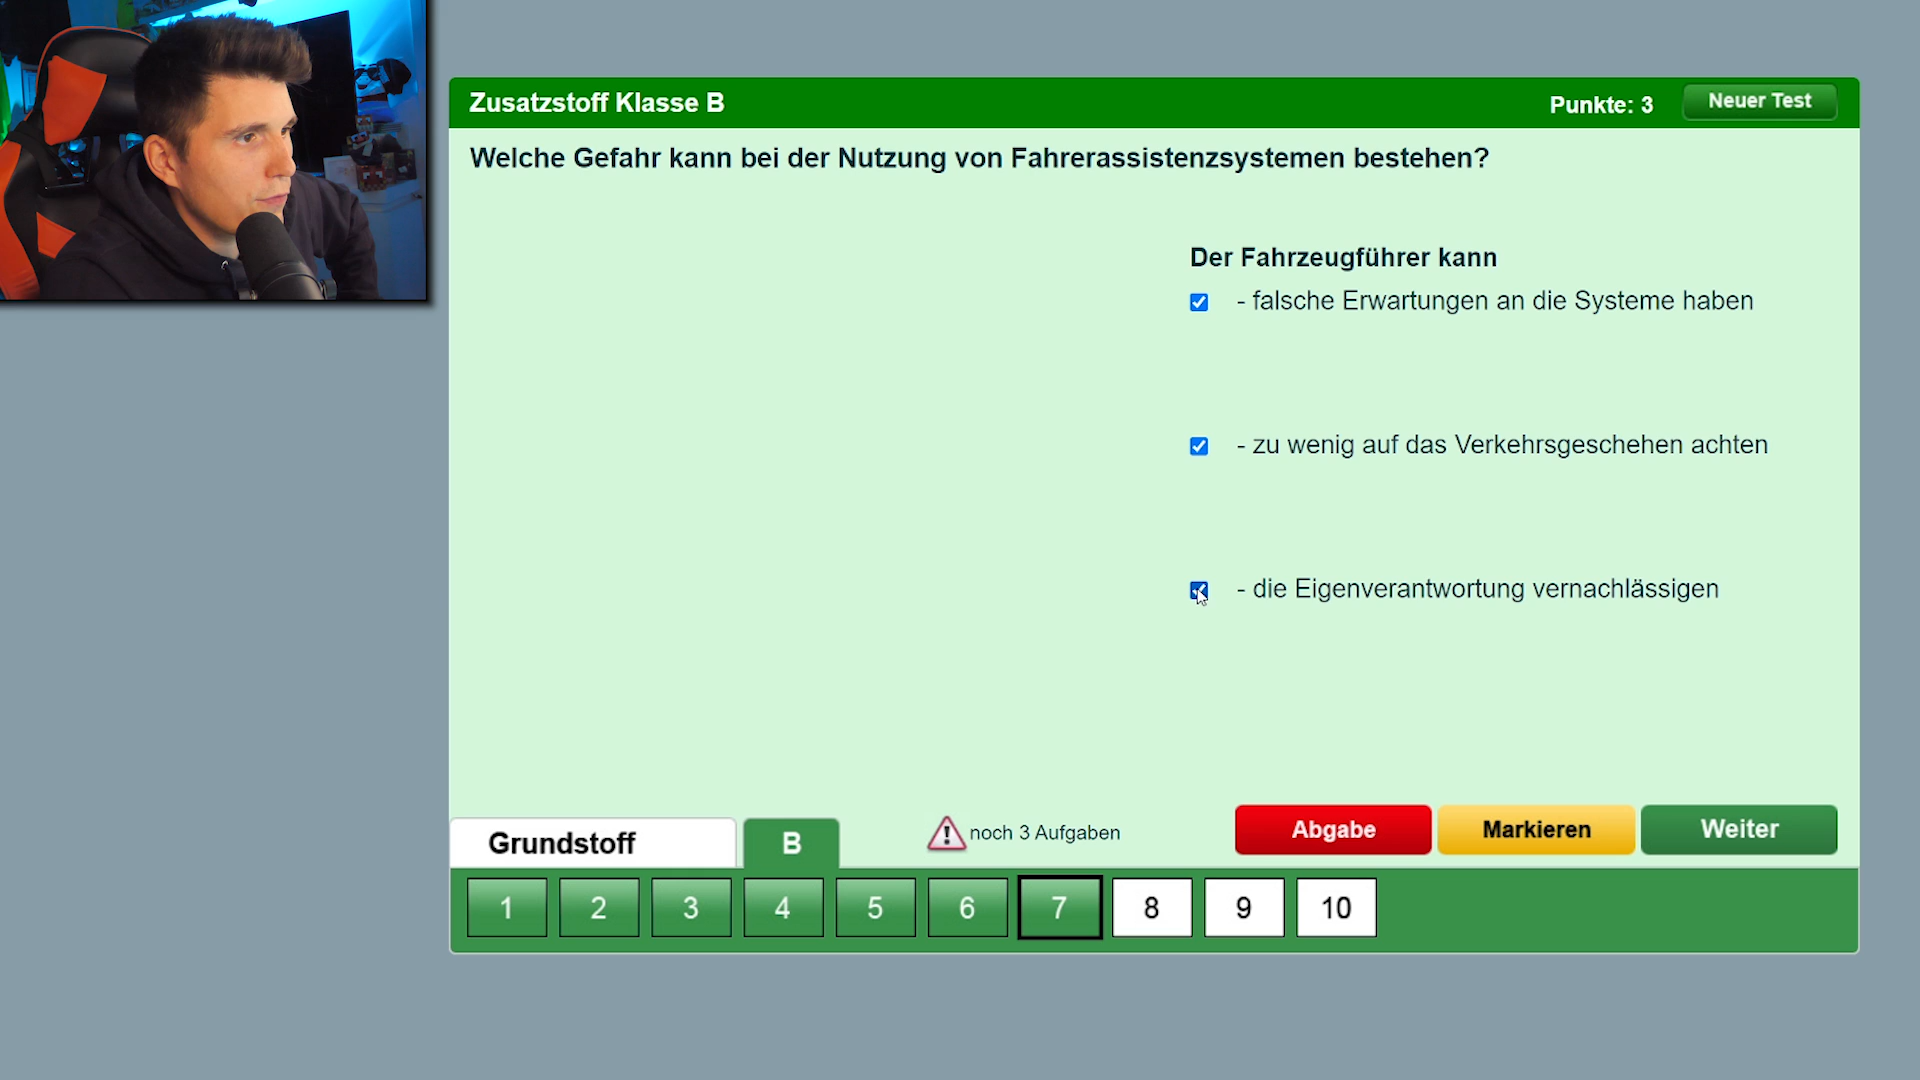 Zusatzstoff Klasse B
Punkte: 3
Neuer Test
Welche Gefahr kann bei der Nutzung von Fahrerassistenzsystemen bestehen?
Der Fahrzeugführer kann
- falsche Erwartungen an die Systeme haben
- zu wenig auf das Verkehrsgeschehen achten
- die Eigenverantwortung vernachlässigen
Grundstoff
B
noch 3 Aufgaben
Abgabe
Markieren
Weiter
1 2 3 4 5 6 7 8 9 10